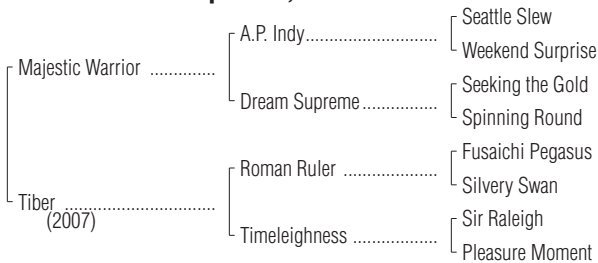 Seattle Slew
A.P. Indy..................
Weekend Surprise
Majestic Warrior .............
Seeking the Gold
Dream Supreme................
Spinning Round
Fusaichi Pegasus
Roman Ruler .................
Silvery Swan
Tiber ..............................
(2007)
Sir Raleigh
Timeleighness ................
Pleasure Moment